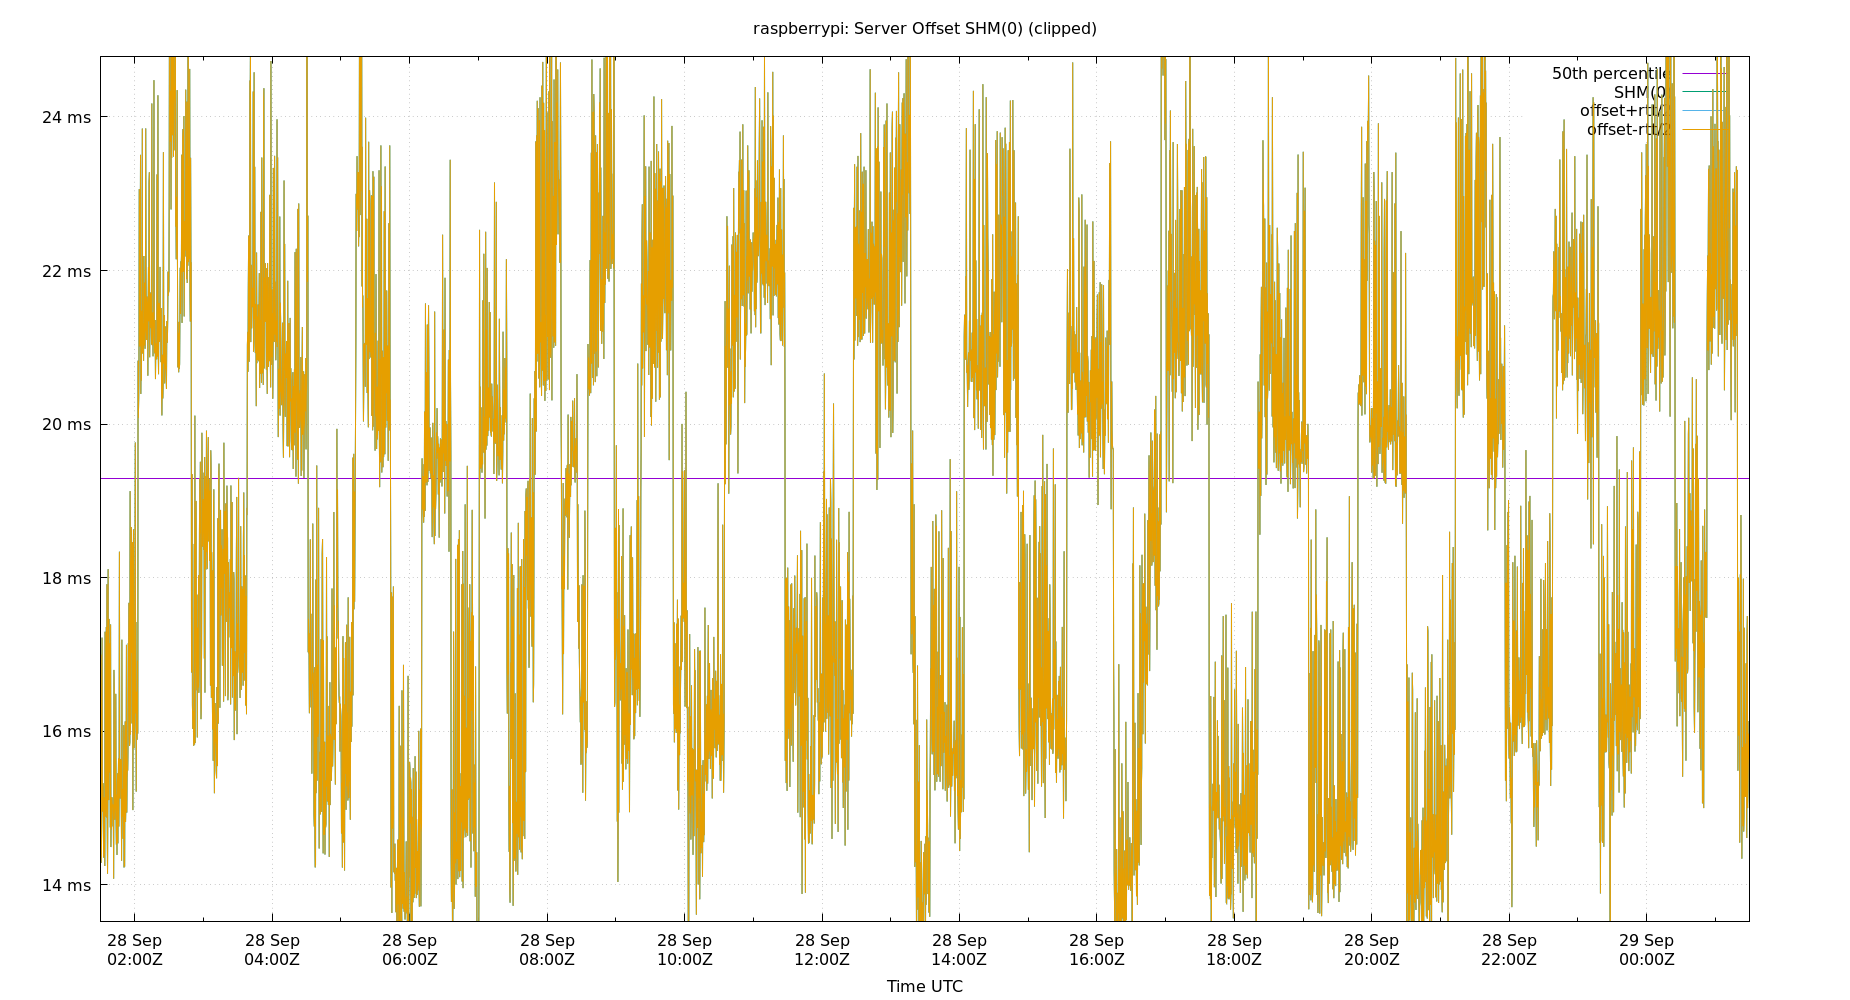 raspberrypi: Server Offset SHM(0) (clipped)
50th percentile
SHM(0)
offset+rtt/2
offset-rtt/2
24 ms
22 ms
20 ms
18 ms
16 ms
14 ms
28 Sep 28 Sep 28 Sep 28 Sep 28 Sep 28 Sep 28 Sep 28 Sep 28 Sep 28 Sep 28 Sep 29 Sep
02:00Z 04:00Z 06:00Z 08:00Z 10:00Z 12:00Z 14:00Z 16:00Z 18:00Z 20:00Z 22:00Z 00:00Z
Time UTC